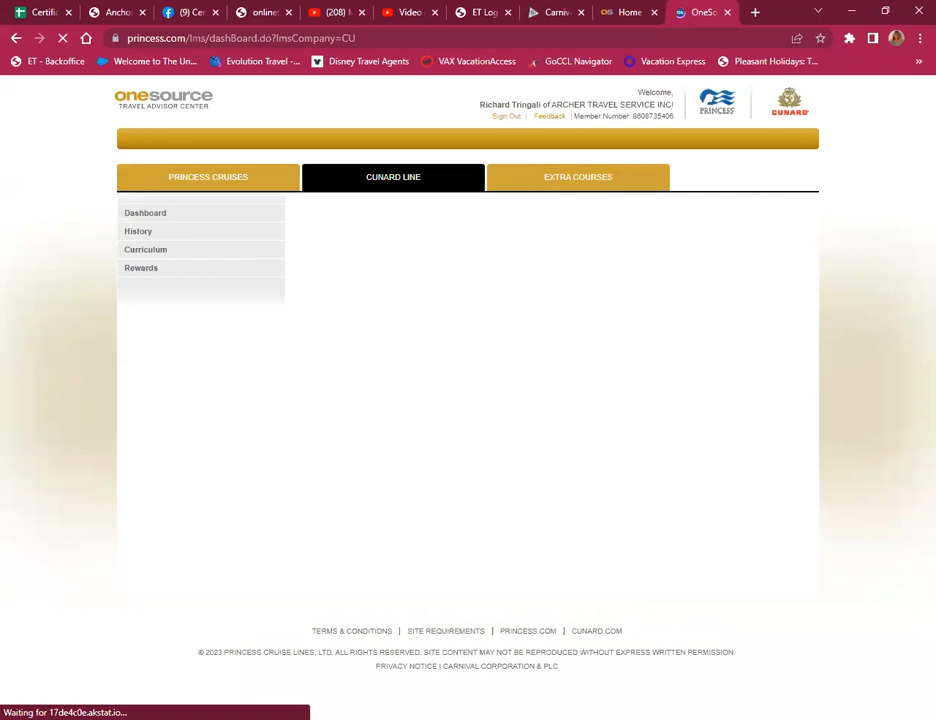 Certific
Anchor
(9) Cer
onlinet
(208) M
Video
ET Log
Carniv
Home
OneSo
princess.com/lms/dashBoard.do?lmsCompany=CU
ET - Backoffice
Welcome to The Un...
Evolution Travel -...
Disney Travel Agents
VAX VacationAccess
GoCCL Navigator
Vacation Express
Pleasant Holidays: T...
»
onesource
TRAVEL ADVISOR CENTER
Welcome,
Richard Tringali of ARCHER TRAVEL SERVICE INC!
Sign Out | Feedback | Member Number: 8608735406
PRINCESS
CUNARD
PRINCESS CRUISES
CUNARD LINE
EXTRA COURSES
Dashboard
History
Curriculum
Rewards
TERMS & CONDITIONS | SITE REQUIREMENTS | PRINCESS.COM | CUNARD.COM
© 2023 PRINCESS CRUISE LINES, LTD. ALL RIGHTS RESERVED. SITE CONTENT MAY NOT BE REPRODUCED WITHOUT EXPRESS WRITTEN PERMISSION.
PRIVACY NOTICE | CARNIVAL CORPORATION & PLC
Waiting for 17de4c0e.akstat.io...